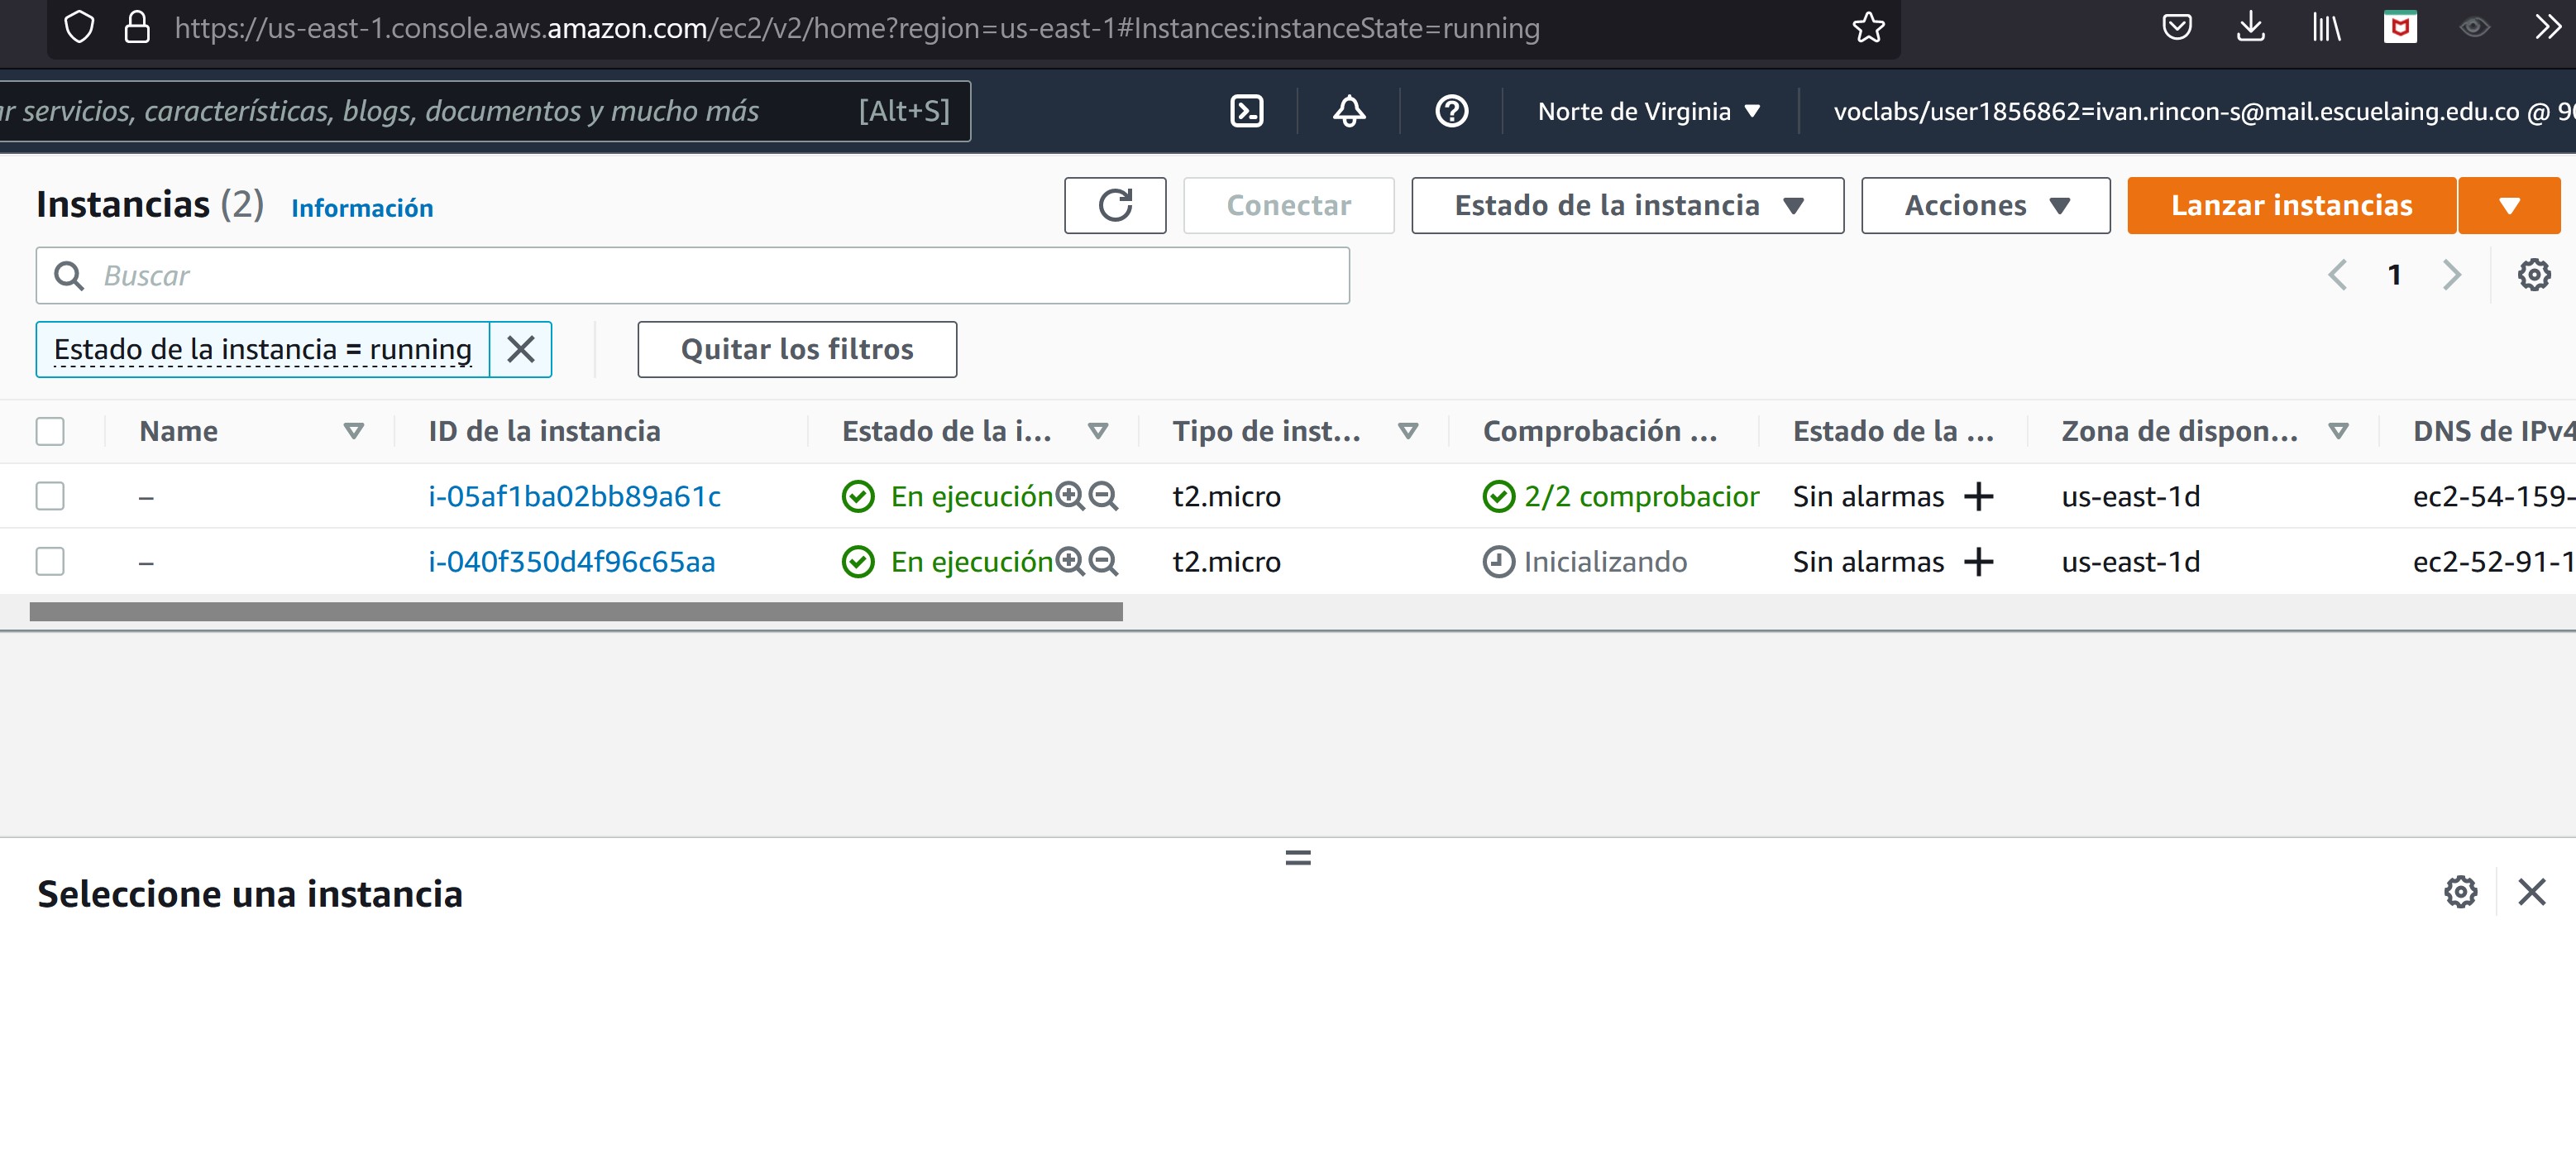 https://us-east-1.console.aws.amazon.com/ec2/v2/home?region=us-east-1#Instances:instanceState=running
servicios, características, blogs, documentos y mucho más [Alt+S] Norte de Virginia voclabs/user1856862=ivan.rincon-s@mail.escuelaing.edu.co @
Instancias (2) Información Conectar Estado de la instancia Acciones Lanzar instancias
Buscar 1
Estado de la instancia = running Quitar los filtros
Name ID de la instancia Estado de la i... Tipo de inst... Comprobación ... Estado de la ... Zona de dispon... DNS de IPv4
– i-05af1ba02bb89a61c En ejecución t2.micro 2/2 comprobacior Sin alarmas us-east-1d ec2-54-159-
– i-040f350d4f96c65aa En ejecución t2.micro Inicializando Sin alarmas us-east-1d ec2-52-91-1
Seleccione una instancia